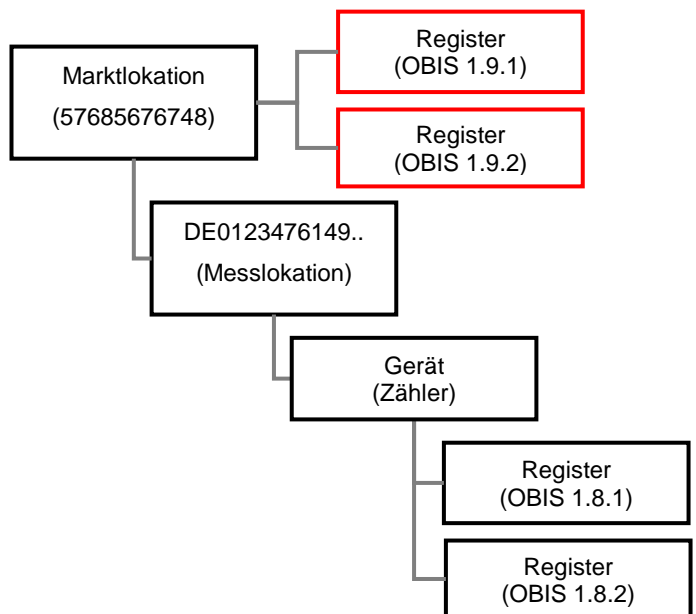 Marktlokation
(57685676748)
Register
(OBIS 1.9.1)
Register
(OBIS 1.9.2)
DE0123476149..
(Messlokation)
Gerät
(Zähler)
Register
(OBIS 1.8.1)
Register
(OBIS 1.8.2)